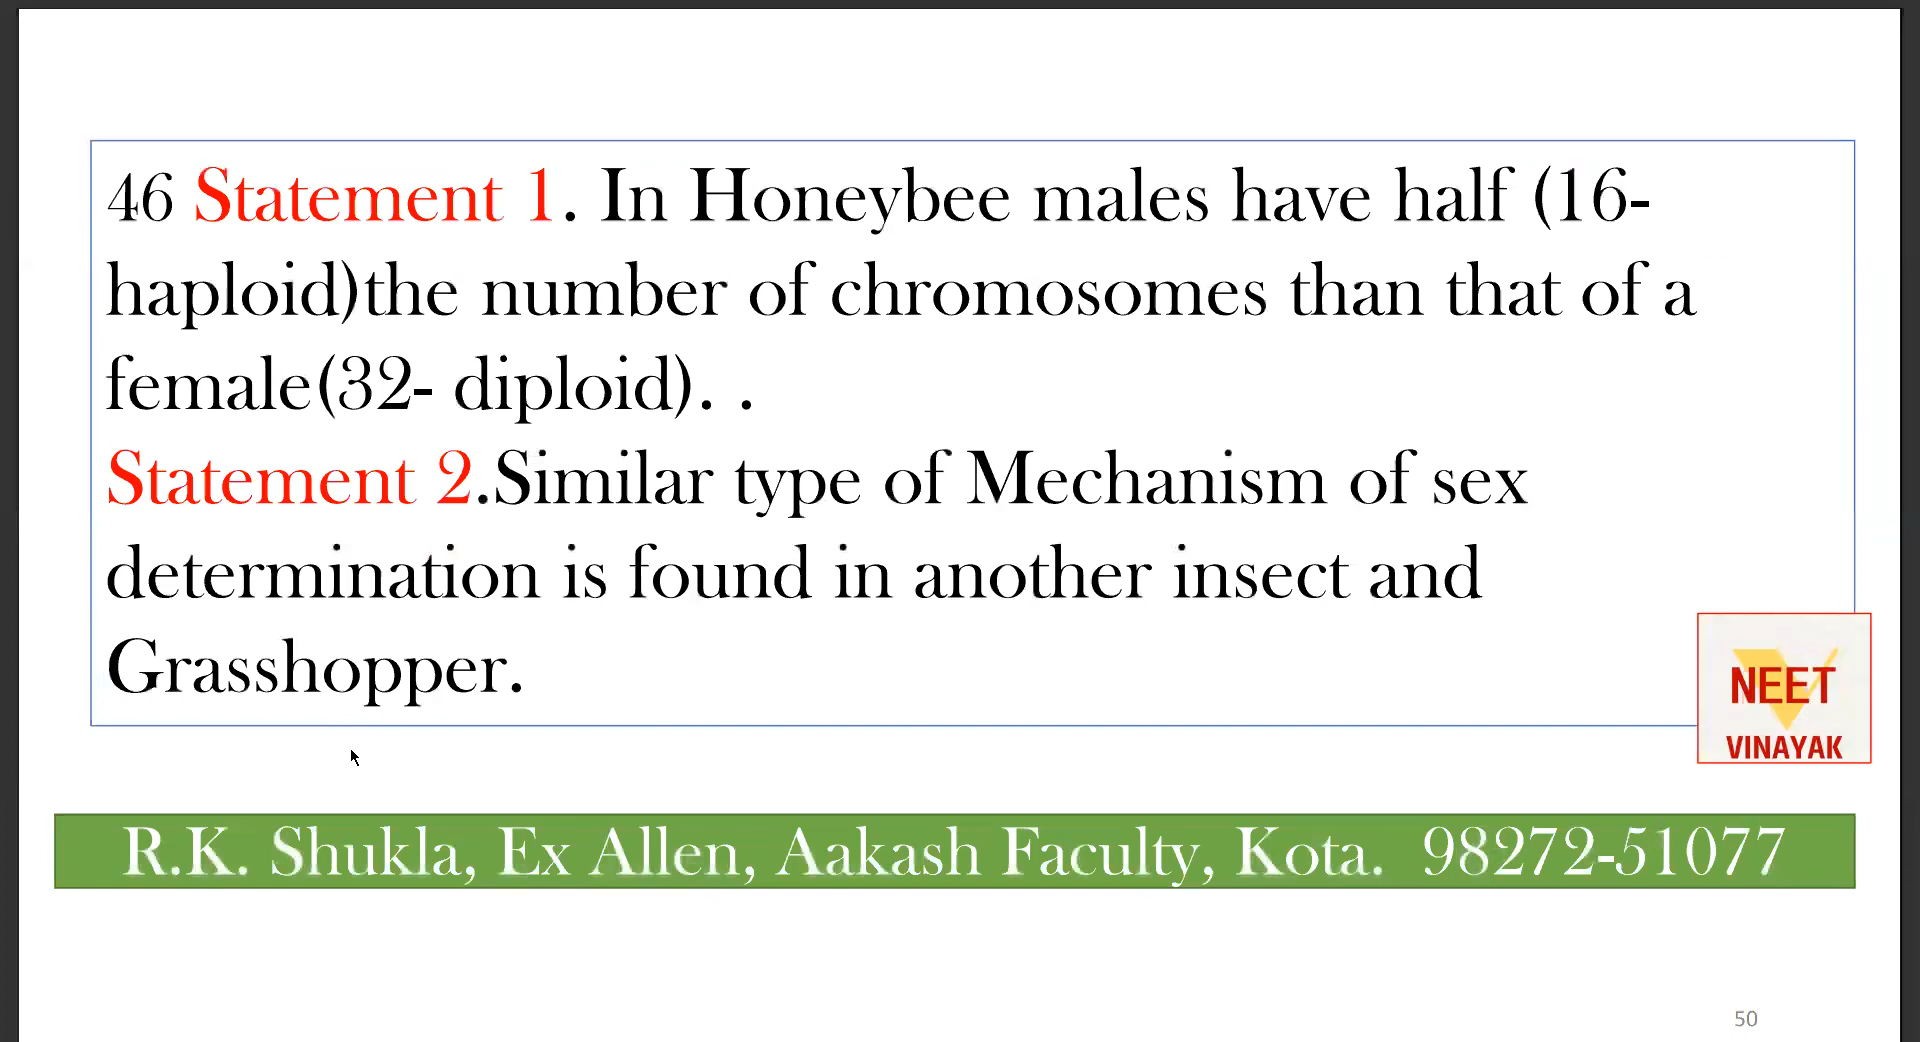 46 Statement 1. In Honeybee males have half (16-
haploid)the number of chromosomes than that of a
female(32- diploid). .
Statement 2.Similar type of Mechanism of sex
determination is found in another insect and
Grasshopper.
NEET
VINAYAK
R.K. Shukla, Ex Allen, Aakash Faculty, Kota. 98272-51077
50